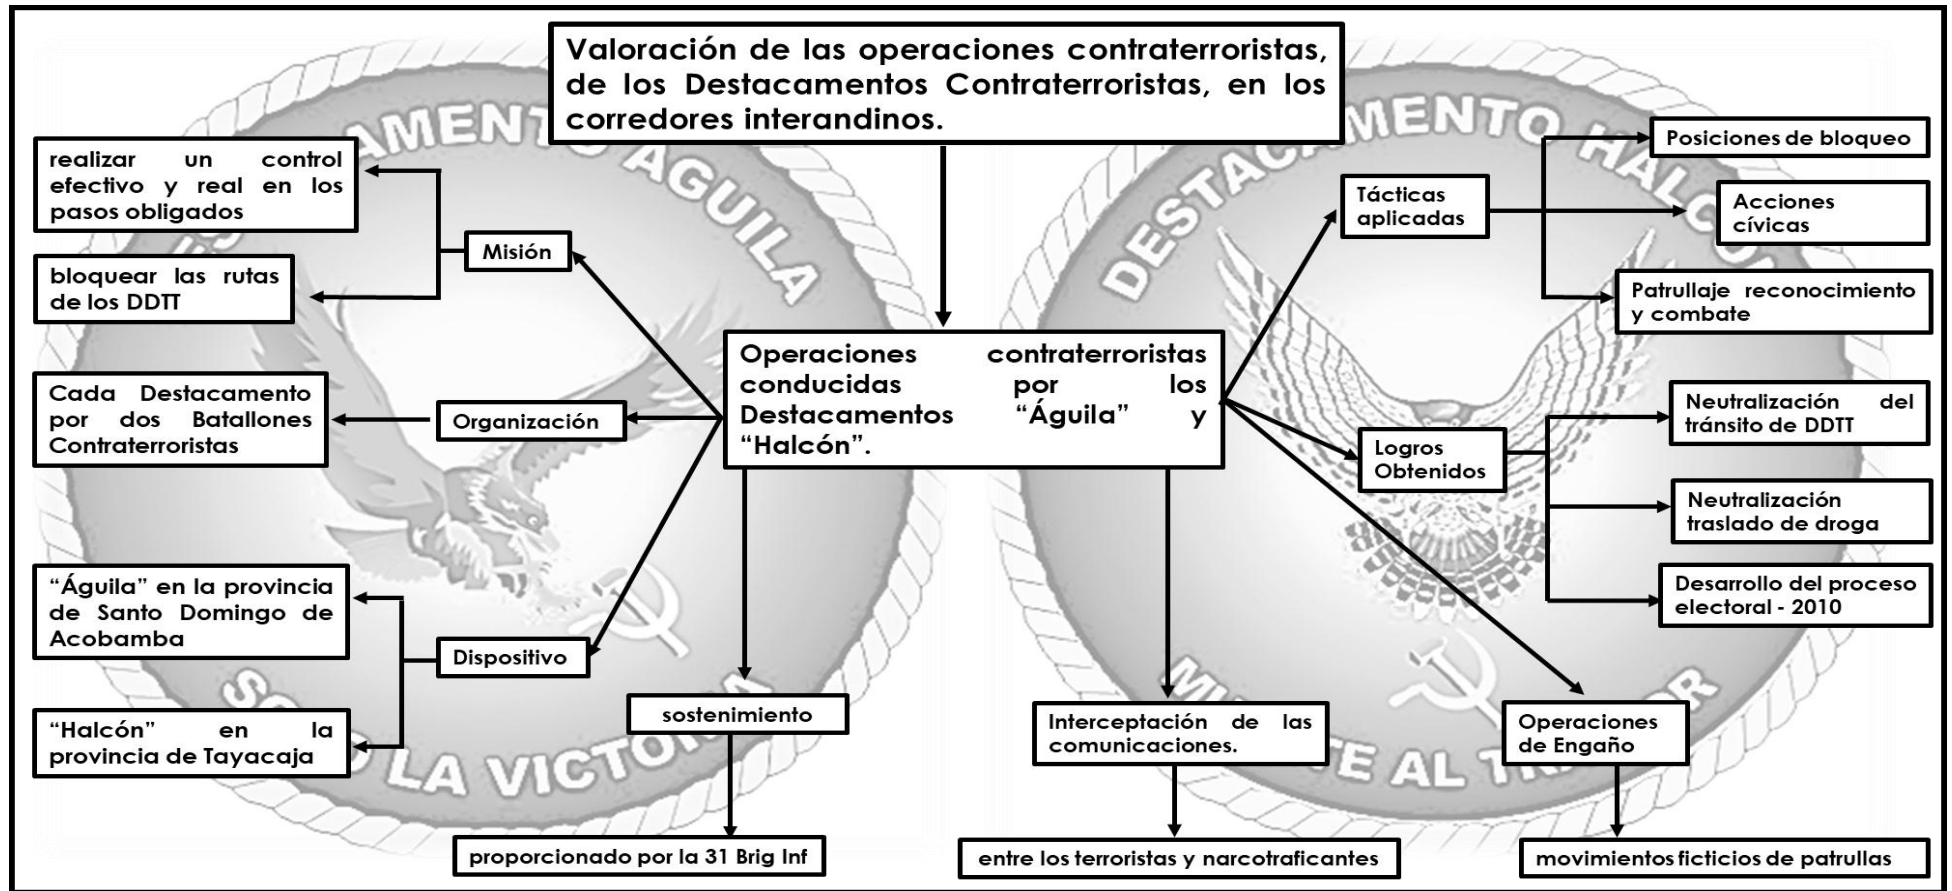 Valoración de las operaciones contraterroristas,
de los Destacamentos Contraterroristas, en los
corredores interandinos.
realizar un control
efectivo y real en los
pasos obligados
bloquear las rutas
de los DDTT
Misión
Cada Destacamento
por dos Batallones
Contraterroristas
Organización
"Águila" en la provincia
de Santo Domingo de
Acobamba
"Halcón" en la
provincia de Tayacaja
Dispositivo
Operaciones contraterroristas
conducidas por los
Destacamentos "Águila" y
"Halcón".
sostenimiento
proporcionado por la 31 Brig Inf
Interceptación de las
comunicaciones.
entre los terroristas y narcotraficantes
Operaciones
de Engaño
movimientos ficticios de patrullas
Tácticas
aplicadas
Posiciones de bloqueo
Acciones
cívicas
Patrullaje reconocimiento
y combate
Logros
Obtenidos
Neutralización del
tránsito de DDTT
Neutralización
traslado de droga
Desarrollo del proceso
electoral - 2010
AGUILA
LA VICTORIA
DESTACAMENTO HALCON
AL